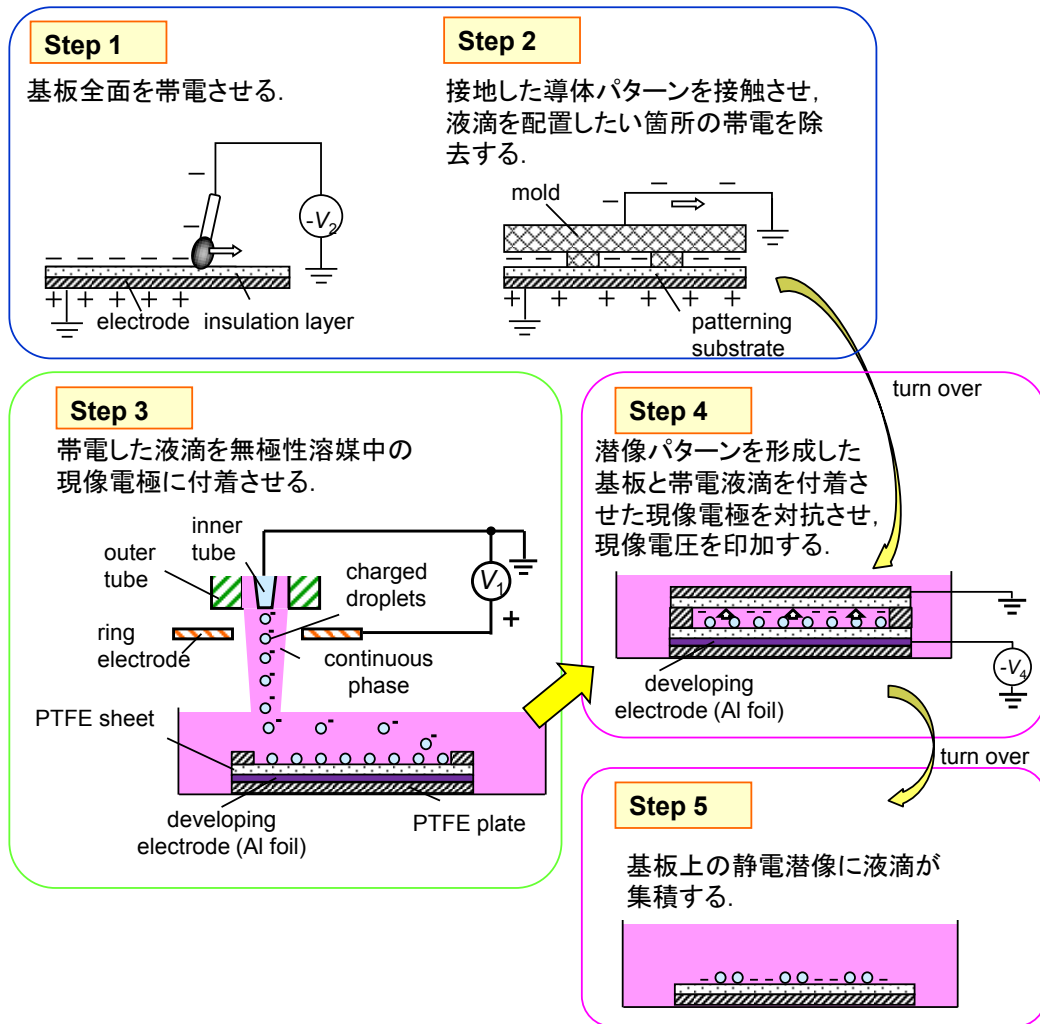 Step 1
基板全面を帯電させる.
−
−
-V2
− − − − − −
+ + + + + +
electrode
insulation layer
Step 2
接地した導体パターンを接触させ,
液滴を配置したい箇所の帯電を除
去する.
mold
− − − −
+ + + + + +
patterning
substrate
turn over
Step 3
帯電した液滴を無極性溶媒中の
現像電極に付着させる.
inner
tube
outer
tube
charged
droplets
V1
+
ring
electrode
continuous
phase
PTFE sheet
developing
electrode (Al foil)
PTFE plate
Step 4
潜像パターンを形成した
基板と帯電液滴を付着さ
せた現像電極を対抗させ,
現像電圧を印加する.
-V4
developing
electrode (Al foil)
turn over
Step 5
基板上の静電潜像に液滴が
集積する.